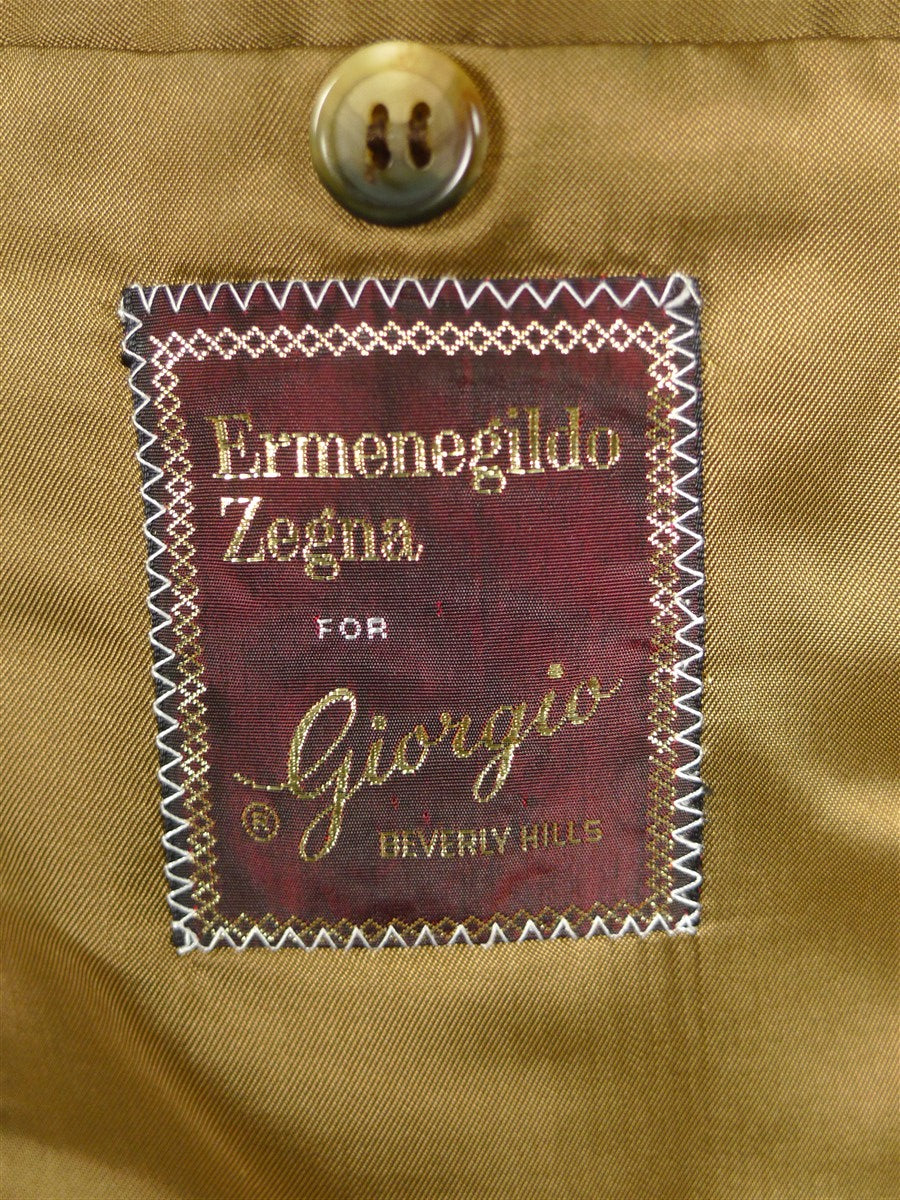 Ermenegildo
Zegna
FOR
Giorgio
® BEVERLY HILLS